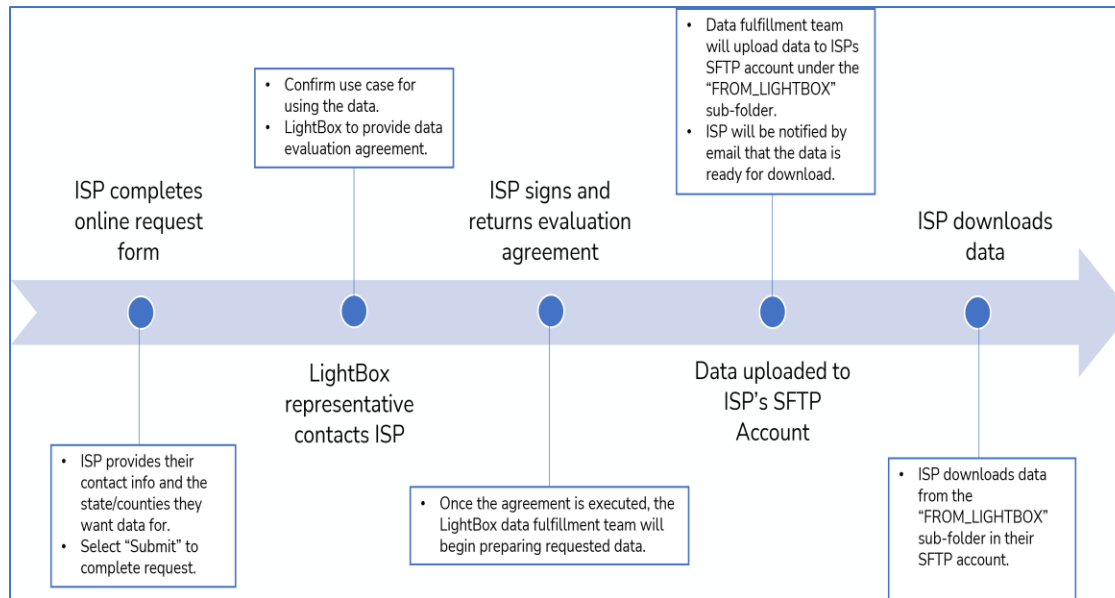 ISP completes
online request
form
• ISP provides their
contact info and the
state/counties they
want data for.
• Select “Submit” to
complete request.
• Confirm use case for
using the data.
• LightBox to provide data
evaluation agreement.
LightBox
representative
contacts ISP
ISP signs and
returns evaluation
agreement
• Once the agreement is executed, the
LightBox data fulfillment team will
begin preparing requested data.
• Data fulfillment team
will upload data to ISPs
SFTP account under the
“FROM_LIGHTBOX”
sub-folder.
• ISP will be notified by
email that the data is
ready for download.
Data uploaded to
ISP’s SFTP
Account
ISP downloads
data
• ISP downloads data
from the
“FROM_LIGHTBOX”
sub-folder in their
SFTP account.